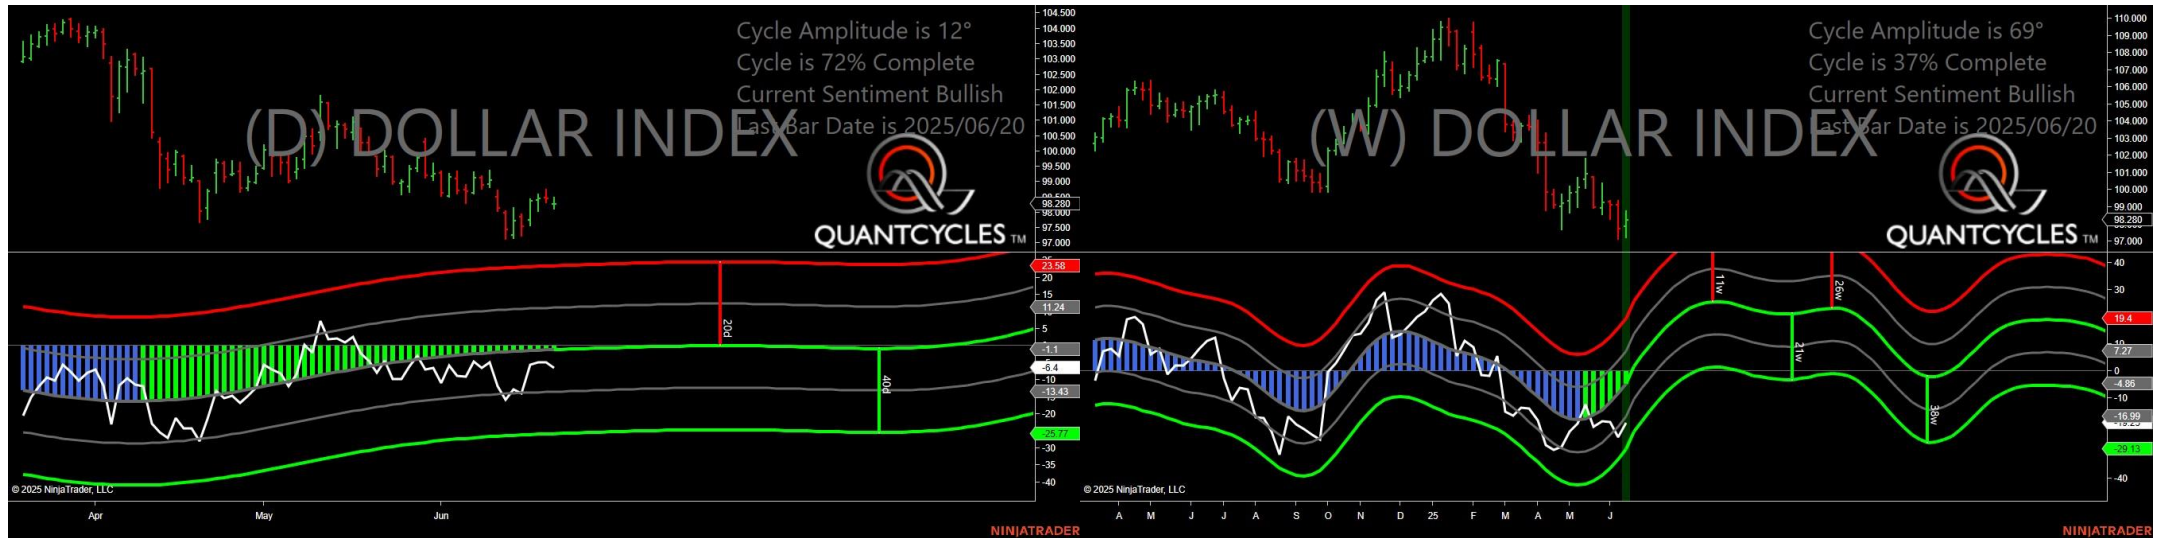 Cycle Amplitude is 12°
Cycle is 72% Complete
Current Sentiment Bullish
Last Bar Date is 2025/06/20
(D) DOLLAR INDEX
QUANTCYCLES TM
104.500
104.000
103.500
103.000
102.500
102.000
101.500
101.000
100.500
100.000
99.500
99.000
98.280
98.000
97.500
97.000
23.58
20
15
11.24
5
-1.1
-6.4
-10
-13.43
-20
-25.77
-30
-35
-40
20d
40d
© 2025 NinjaTrader, LLC
Apr May Jun
NINJATRADER
Cycle Amplitude is 69°
Cycle is 37% Complete
Current Sentiment Bullish
Last Bar Date is 2025/06/20
(W) DOLLAR INDEX
QUANTCYCLES TM
110.000
109.000
108.000
107.000
106.000
105.000
104.000
103.000
102.000
101.000
100.000
99.000
98.280
97.000
40
30
19.4
7.27
0
-4.86
-10
-16.99
-19.25
-29.13
-40
11w
26w
21w
38w
© 2025 NinjaTrader, LLC
A M J J A S O N D 25 F M A M J
NINJATRADER